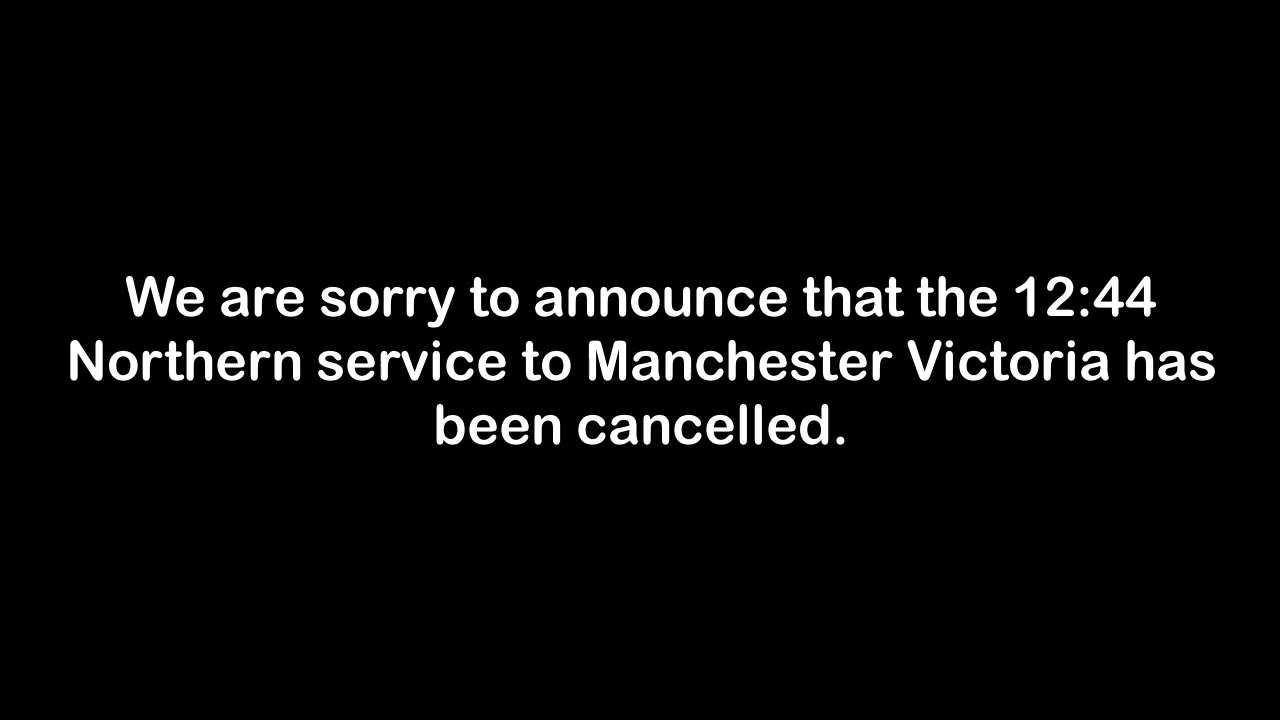 We are sorry to announce that the 12:44
Northern service to Manchester Victoria has
been cancelled.